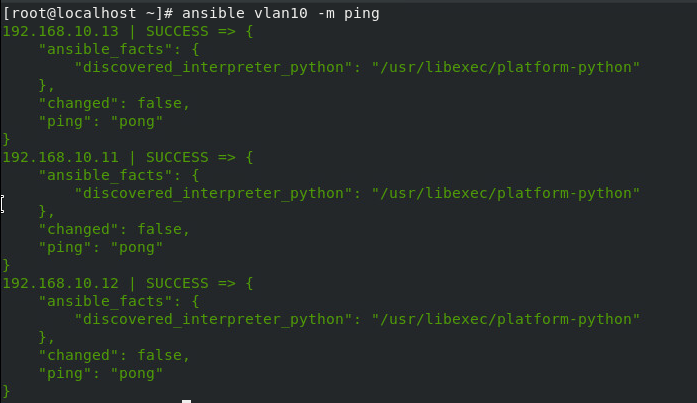 [root@localhost ~]# ansible vlan10 -m ping
192.168.10.13 | SUCCESS => {
    "ansible_facts": {
        "discovered_interpreter_python": "/usr/libexec/platform-python"
    },
    "changed": false,
    "ping": "pong"
}
192.168.10.11 | SUCCESS => {
    "ansible_facts": {
        "discovered_interpreter_python": "/usr/libexec/platform-python"
    },
    "changed": false,
    "ping": "pong"
}
192.168.10.12 | SUCCESS => {
    "ansible_facts": {
        "discovered_interpreter_python": "/usr/libexec/platform-python"
    },
    "changed": false,
    "ping": "pong"
}